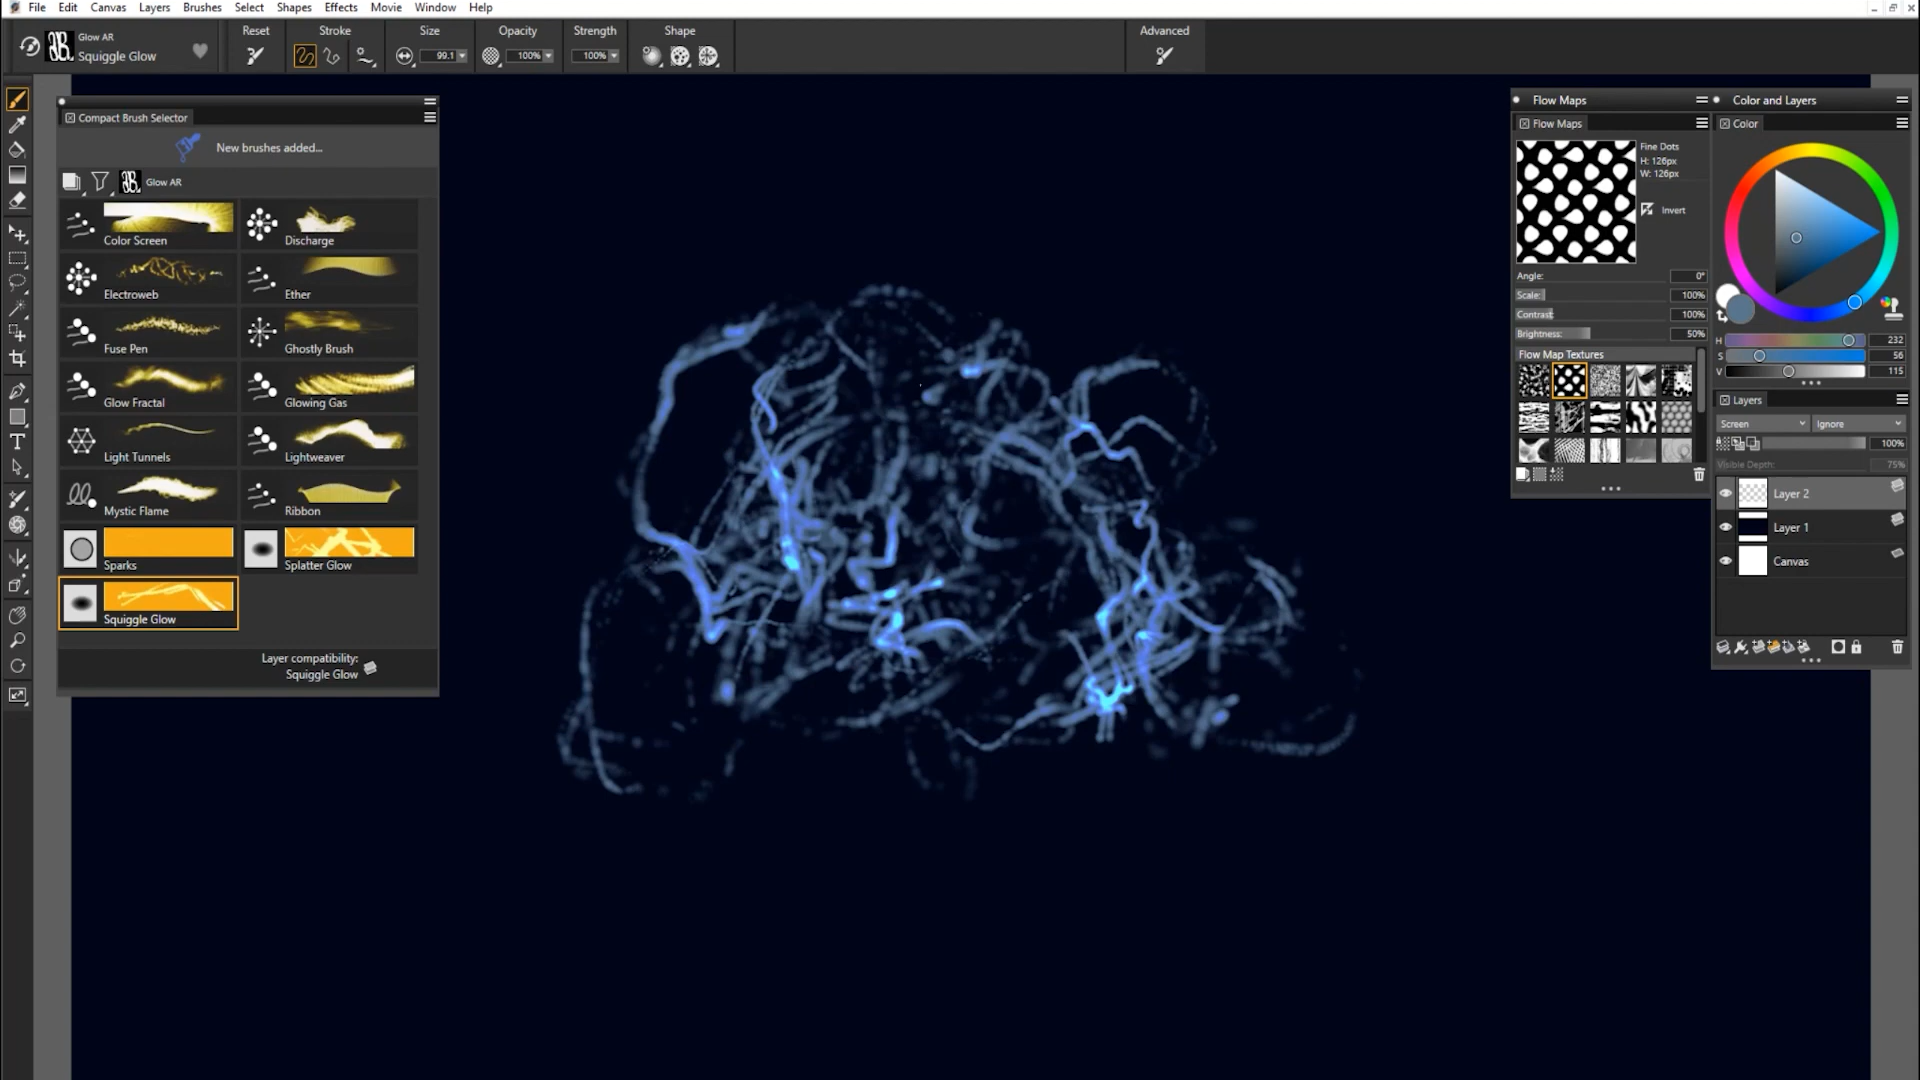 File Edit Canvas Layers Brushes Select Shapes Effects Movie Window Help
Glow AR
Squiggle Glow
Reset Stroke Size Opacity Strength Shape Advanced
99.1 100% 100%
Compact Brush Selector
New brushes added...
Glow AR
Color Screen Discharge
Electroweb Ether
Fuse Pen Ghostly Brush
Glow Fractal Glowing Gas
Light Tunnels Lightweaver
Mystic Flame Ribbon
Sparks Splatter Glow
Squiggle Glow
Layer compatibility:
Squiggle Glow
Flow Maps
Flow Maps
Fine Dots
H: 126px
W: 126px
Invert
Angle: 0°
Scale: 100%
Contrast: 100%
Brightness: 50%
Flow Map Textures
Color and Layers
Color
H 232
S 56
V 115
Layers
Screen Ignore
100%
Visible Depth: 75%
Layer 2
Layer 1
Canvas